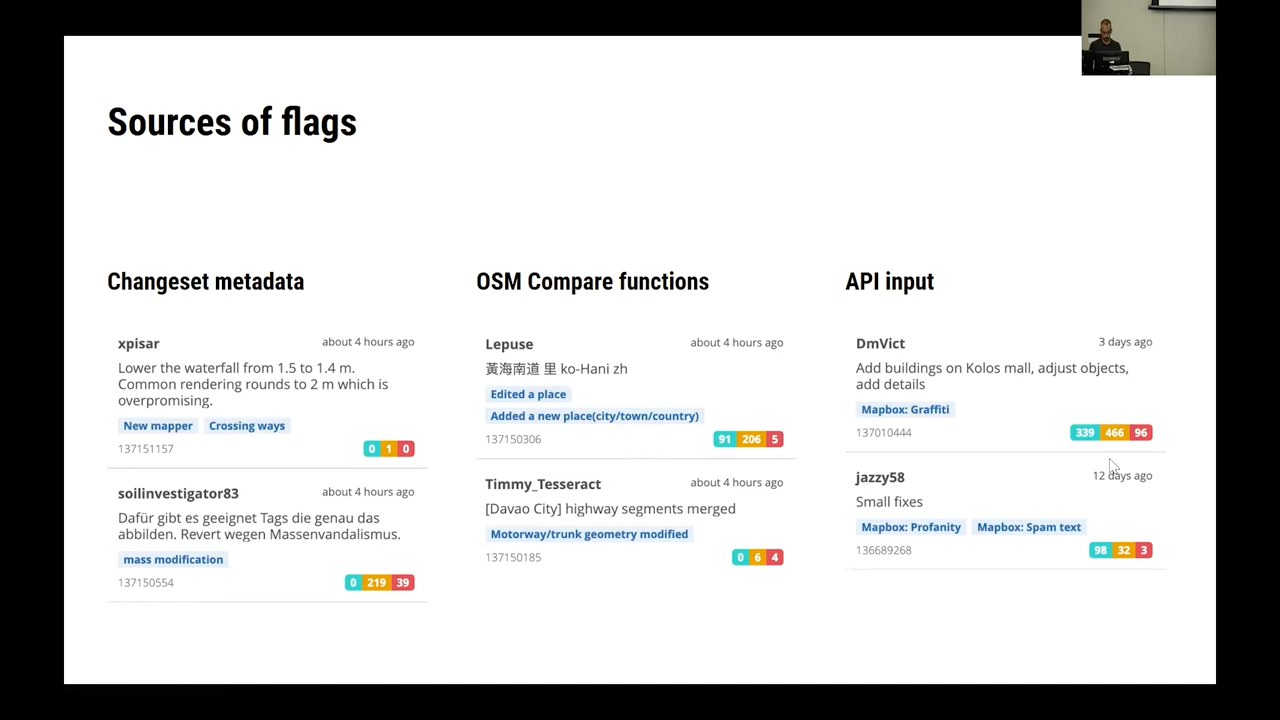 Sources of flags
Changeset metadata
xpisar about 4 hours ago
Lower the waterfall from 1.5 to 1.4 m.
Common rendering rounds to 2 m which is
overpromising.
New mapper Crossing ways
137151157 0 1 0
soilinvestigator83 about 4 hours ago
Dafür gibt es geeignet Tags die genau das
abbilden. Revert wegen Massenvandalismus.
mass modification
137150554 0 219 39
OSM Compare functions
Lepuse about 4 hours ago
黃海南道 里 ko-Hani zh
Edited a place
Added a new place(city/town/country)
137150306 91 206 5
Timmy_Tesseract about 4 hours ago
[Davao City] highway segments merged
Motorway/trunk geometry modified
137150185 0 6 4
API input
DmVict 3 days ago
Add buildings on Kolos mall, adjust objects,
add details
Mapbox: Graffiti
137010444 339 466 96
jazzy58 12 days ago
Small fixes
Mapbox: Profanity Mapbox: Spam text
136689268 98 32 3